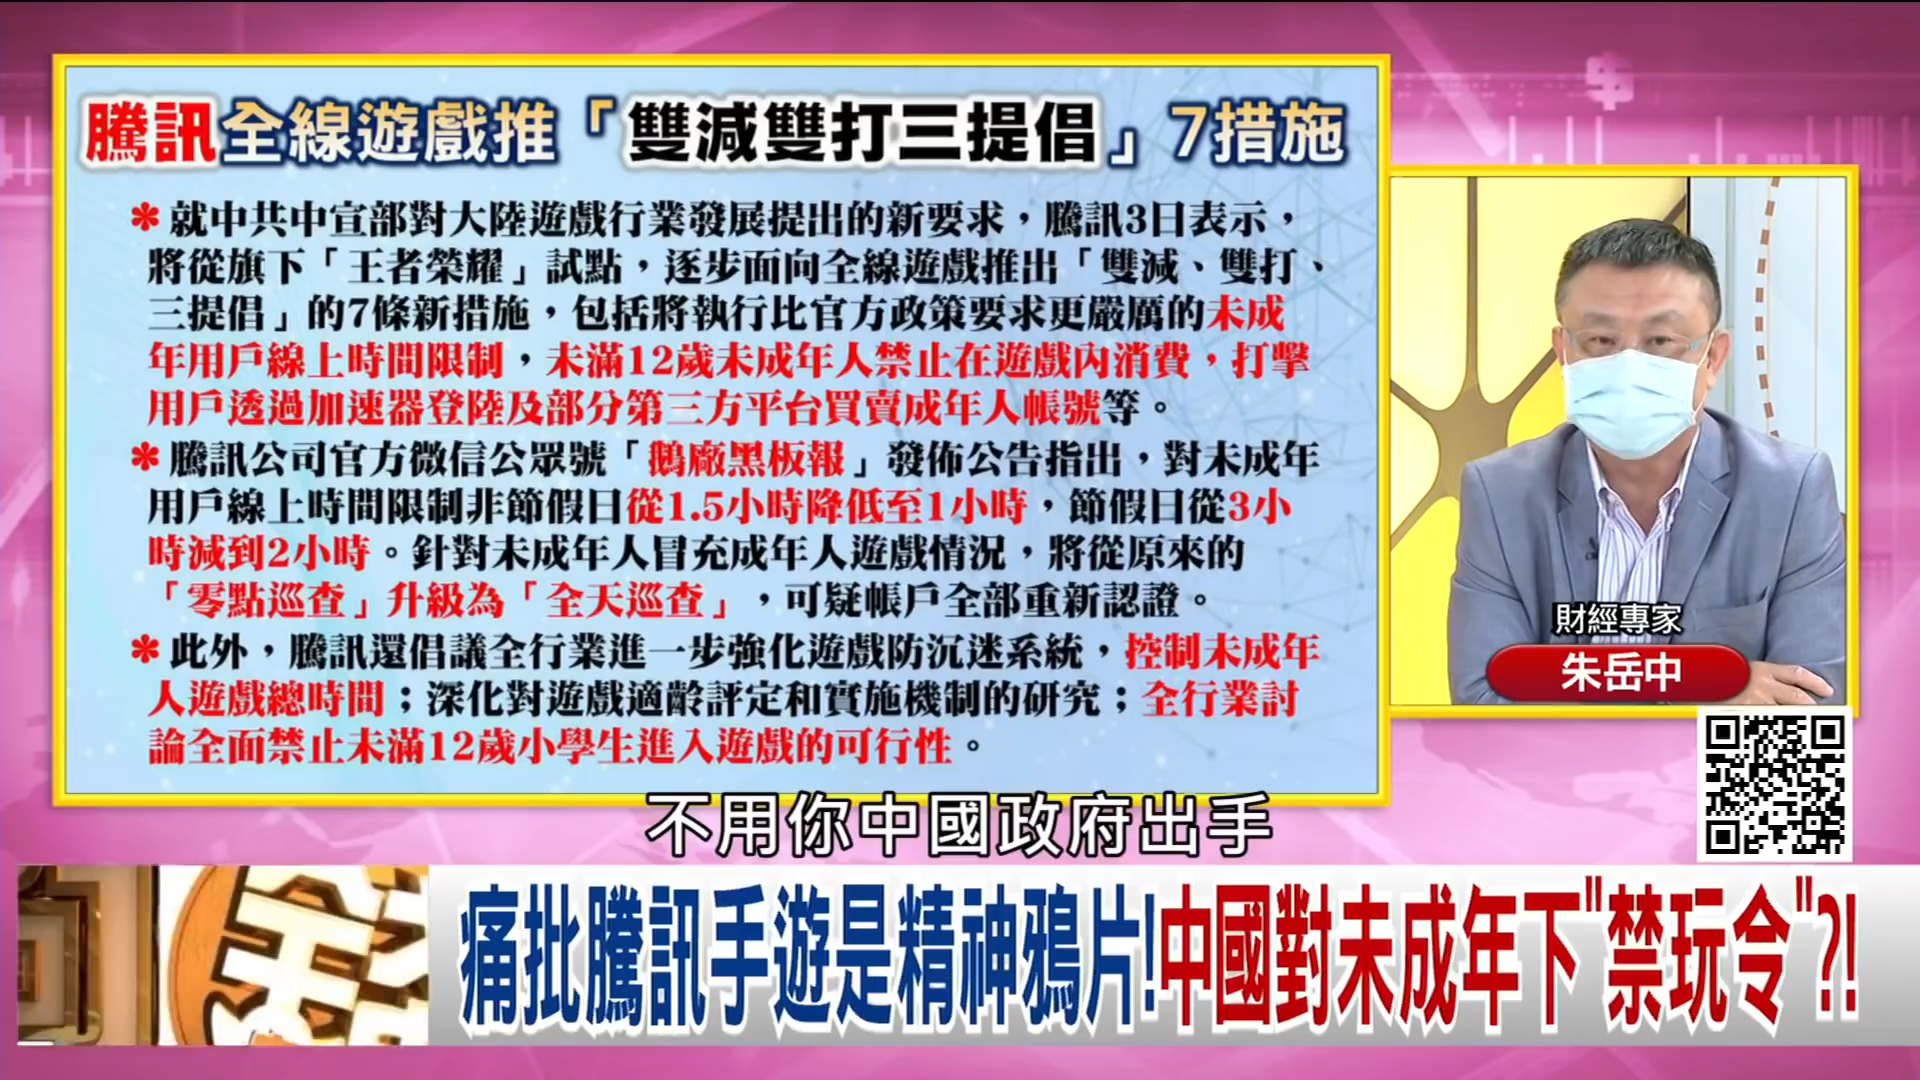 騰訊全線遊戲推「雙減雙打三提倡」7措施
✽就中共中宣部對大陸遊戲行業發展提出的新要求，騰訊3日表示，
將從旗下「王者榮耀」試點，逐步面向全線遊戲推出「雙減、雙打、
三提倡」的7條新措施，包括將執行比官方政策要求更嚴厲的未成
年用戶線上時間限制，未滿12歲未成年人禁止在遊戲內消費，打擊
用戶透過加速器登陸及部分第三方平台買賣成年人帳號等。
✽騰訊公司官方微信公眾號「鵝廠黑板報」發佈公告指出，對未成年
用戶線上時間限制非節假日從1.5小時降低至1小時，節假日從3小
時減到2小時。針對未成年人冒充成年人遊戲情況，將從原來的
「零點巡查」升級為「全天巡查」，可疑帳戶全部重新認證。
✽此外，騰訊還倡議全行業進一步強化遊戲防沉迷系統，控制未成年
人遊戲總時間；深化對遊戲適齡評定和實施機制的研究；全行業討
論全面禁止未滿12歲小學生進入遊戲的可行性。
財經專家
朱岳中
不用你中國政府出手
痛批騰訊手遊是精神鴉片!中國對未成年下"禁玩令"?!